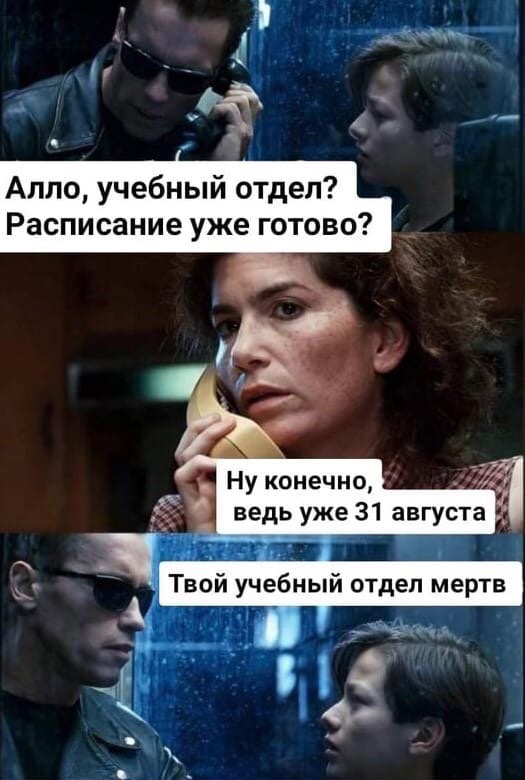 Алло, учебный отдел?
Расписание уже готово?
Ну конечно,
ведь уже 31 августа
Твой учебный отдел мертв